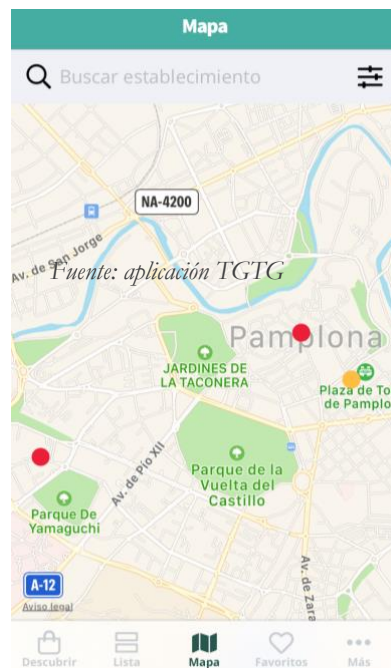 Mapa
Buscar establecimiento
NA-4200
Av. de San Jorge
Fuente: aplicación TGTG
Pamplona
JARDINES DE
LA TACONERA
Plaza de To
de Pamplo
Av. de Pío XII
Parque de la
Vuelta del
Castillo
Parque De
Yamaguchi
Av. de Zara
A-12
Aviso legal
Descubrir
Lista
Mapa
Favoritos
Más